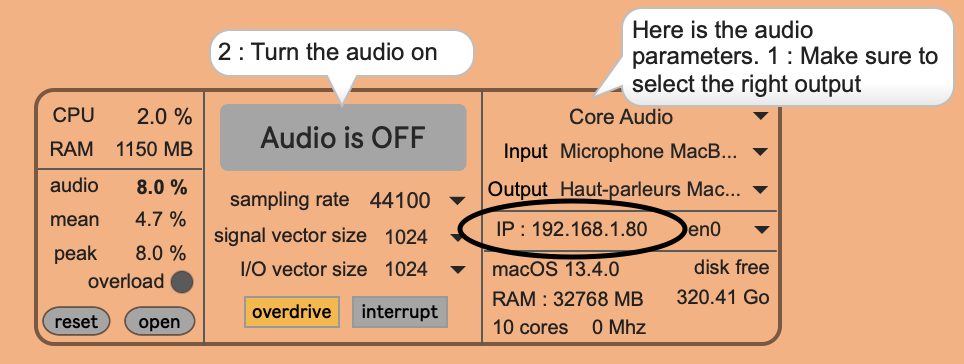 2 : Turn the audio on
Here is the audio
parameters. 1 : Make sure to
select the right output
CPU 2.0 %
RAM 1150 MB
audio 8.0 %
mean 4.7 %
peak 8.0 %
overload
reset open
Audio is OFF
sampling rate 44100
signal vector size 1024
I/O vector size 1024
overdrive interrupt
Core Audio
Input Microphone MacB...
Output Haut-parleurs Mac...
IP : 192.168.1.80 en0
macOS 13.4.0 disk free
RAM : 32768 MB 320.41 Go
10 cores 0 Mhz